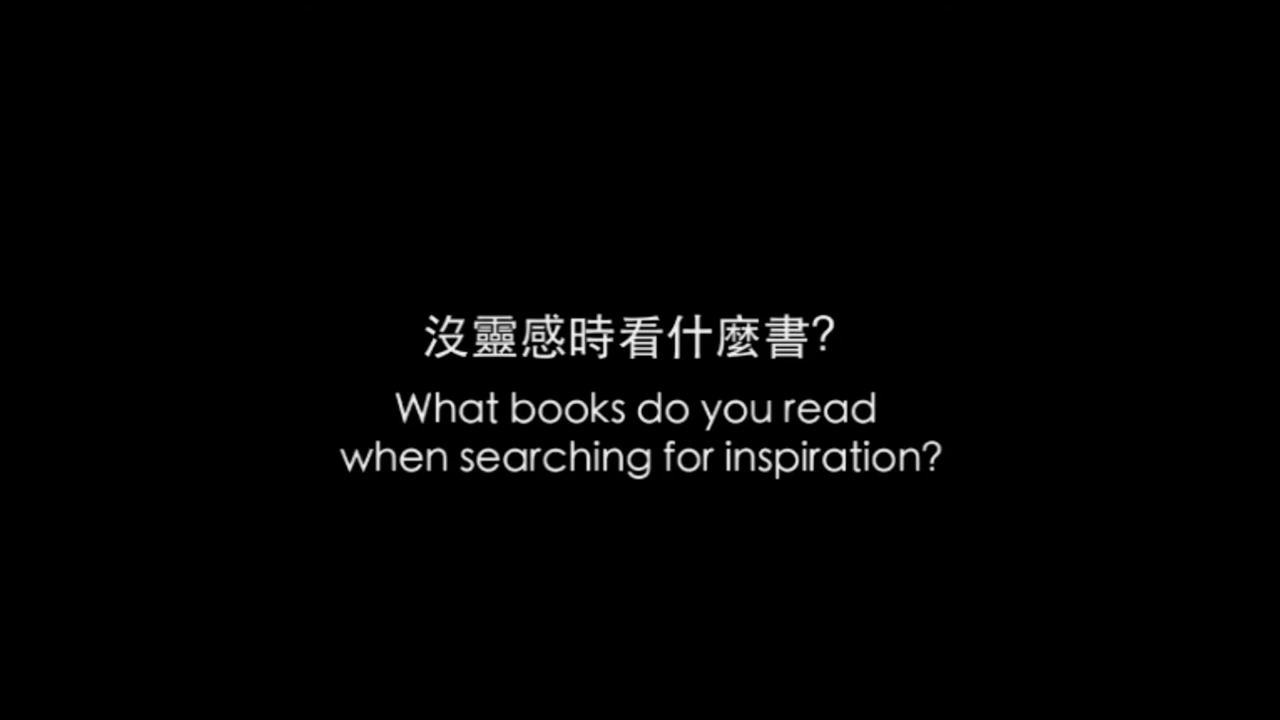 沒靈感時看什麼書?
What books do you read
when searching for inspiration?